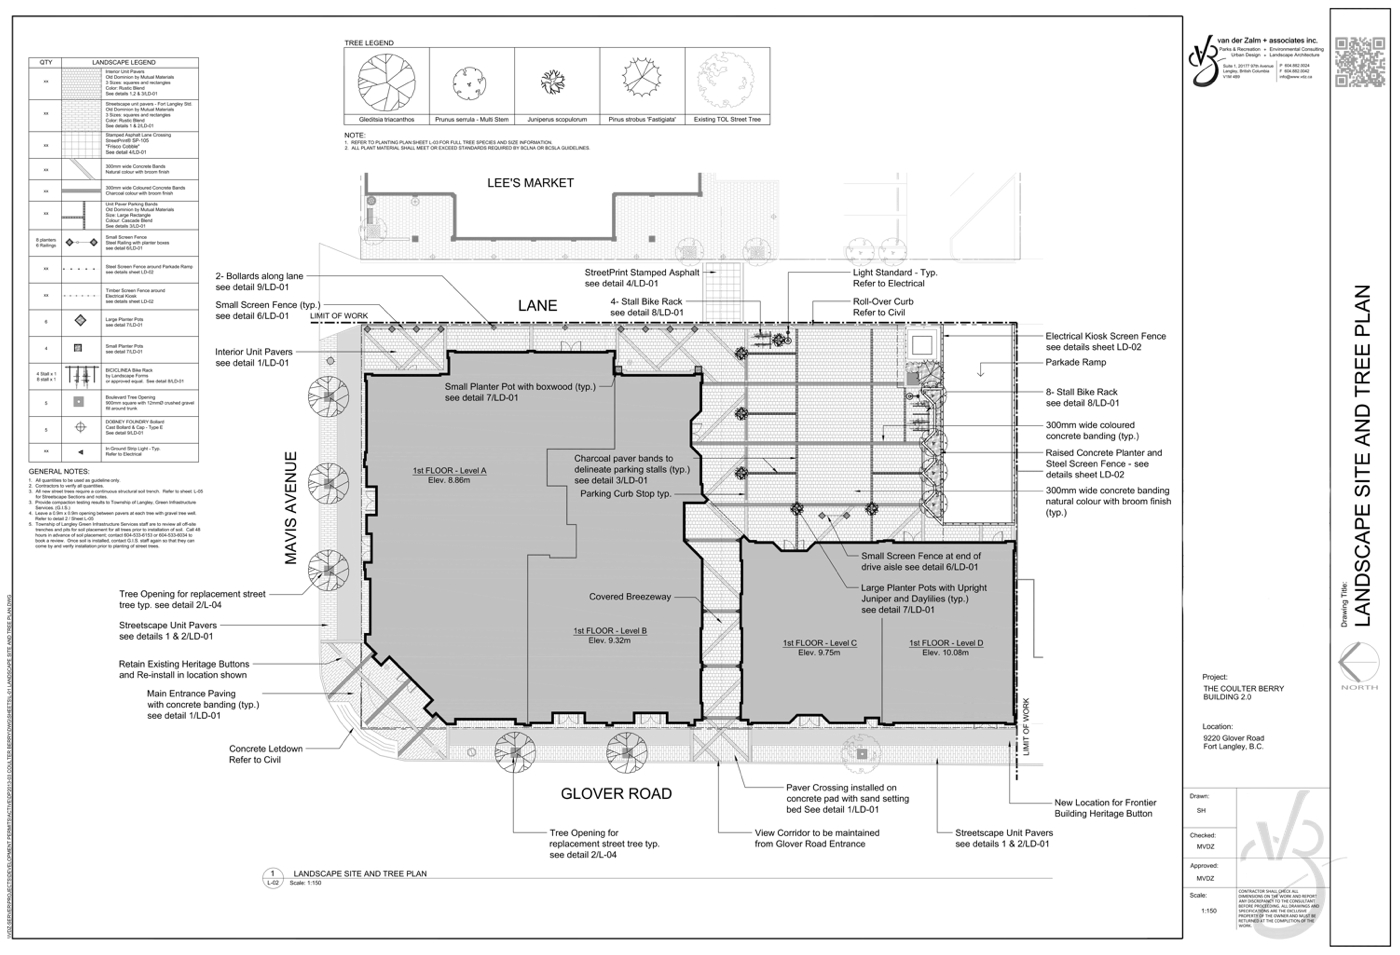 TREE LEGEND
Gleditsia triacanthos
Prunus serrula - Multi Stem
Juniperus scopulorum
Pinus strobus 'Fastigiata'
Existing TOL Street Tree
NOTE:
1. REFER TO PLANTING PLAN SHEET L-03 FOR FULL TREE SPECIES AND SIZE INFORMATION.
2. ALL PLANT MATERIAL SHALL MEET OR EXCEED STANDARDS REQUIRED BY BCLNA OR BCSLA GUIDELINES.
QTY
LANDSCAPE LEGEND
xx
Interior Unit Pavers
Old Dominion by Mutual Materials
3 Sizes: squares and rectangles
Color: Rustic Blend
See details 1,2 & 3/LD-01
xx
Streetscape unit pavers - Fort Langley Std.
Old Dominion by Mutual Materials
3 Sizes: squares and rectangles
Color: Rustic Blend
See details 1 & 2/LD-01
xx
Stamped Asphalt Lane Crossing
StreetPrint® SP-105
"Frisco Cobble"
See detail 4/LD-01
xx
300mm wide Concrete Bands
Natural colour with broom finish
xx
300mm wide Coloured Concrete Bands
Charcoal colour with broom finish
xx
Unit Paver Parking Bands
Old Dominion by Mutual Materials
Size: Large Rectangle
Colour: Cascade Blend
See details 3/LD-01
8 planters
6 Railings
Small Screen Fence
Steel Railing with planter boxes
see detail 6/LD-01
xx
Steel Screen Fence around Parkade Ramp
see details sheet LD-02
xx
Timber Screen Fence around
Electrical Kiosk
see details sheet LD-02
6
Large Planter Pots
see detail 7/LD-01
4
Small Planter Pots
see detail 7/LD-01
4 Stall x 1
8 stall x 1
BICICLINEA Bike Rack
by Landscape Forms
or approved equal. See detail 8/LD-01
5
Boulevard Tree Opening
900mm square with 12mmØ crushed gravel
fill around trunk
5
DOBNEY FOUNDRY Bollard
Cast Bollard & Cap - Type E
See detail 9/LD-01
xx
In-Ground Strip Light - Typ.
Refer to Electrical
GENERAL NOTES:
1. All quantities to be used as guideline only.
2. Contractors to verify all quantities.
3. All new street trees require a continuous structural soil trench. Refer to sheet L-05
for Streetscape Sections and notes.
3. Provide compaction testing results to Township of Langley, Green Infrastructure
Services. (G.I.S.)
4. Leave a 0.9m x 0.9m opening between pavers at each tree with gravel tree well.
Refer to detail 2 / Sheet L-05
5. Township of Langley Green Infrastructure Services staff are to review all off-site
trenches and pits for soil placement for all trees prior to installation of soil. Call 48
hours in advance of soil placement, contact 604-533-6153 or 604-533-6034 to
book a review. Once soil is installed, contact G.I.S. staff again so that they can
come by and verify installation prior to planting of street trees.
LEE'S MARKET
LANE
MAVIS AVENUE
GLOVER ROAD
LIMIT OF WORK
LIMIT OF WORK
2- Bollards along lane
see detail 9/LD-01
Small Screen Fence (typ.)
see detail 6/LD-01
Interior Unit Pavers
see detail 1/LD-01
StreetPrint Stamped Asphalt
see detail 4/LD-01
4- Stall Bike Rack
see detail 8/LD-01
Light Standard - Typ.
Refer to Electrical
Roll-Over Curb
Refer to Civil
Electrical Kiosk Screen Fence
see details sheet LD-02
Parkade Ramp
8- Stall Bike Rack
see detail 8/LD-01
300mm wide coloured
concrete banding (typ.)
Raised Concrete Planter and
Steel Screen Fence - see
details sheet LD-02
300mm wide concrete banding
natural colour with broom finish
(typ.)
Small Planter Pot with boxwood (typ.)
see detail 7/LD-01
1st FLOOR - Level A
Elev. 8.86m
Charcoal paver bands to
delineate parking stalls (typ.)
see detail 3/LD-01
Parking Curb Stop typ.
Small Screen Fence at end of
drive aisle see detail 6/LD-01
Large Planter Pots with Upright
Juniper and Daylilies (typ.)
see detail 7/LD-01
Covered Breezeway
1st FLOOR - Level B
Elev. 9.32m
1st FLOOR - Level C
Elev. 9.75m
1st FLOOR - Level D
Elev. 10.08m
Tree Opening for replacement street
tree typ. see detail 2/L-04
Streetscape Unit Pavers
see details 1 & 2/LD-01
Retain Existing Heritage Buttons
and Re-install in location shown
Main Entrance Paving
with concrete banding (typ.)
see detail 1/LD-01
Concrete Letdown
Refer to Civil
Tree Opening for
replacement street tree typ.
see detail 2/L-04
Paver Crossing installed on
concrete pad with sand setting
bed See detail 1/LD-01
View Corridor to be maintained
from Glover Road Entrance
Streetscape Unit Pavers
see details 1 & 2/LD-01
New Location for Frontier
Building Heritage Button
1
L-02
LANDSCAPE SITE AND TREE PLAN
Scale: 1:150
van der Zalm + associates inc.
Parks & Recreation + Environmental Consulting
Urban Design + Landscape Architecture
Suite 1, 20177 97th Avenue
Langley, British Columbia
V1M 4B9
P 604.882.0024
F 604.882.0042
info@www.vdz.ca
Drawing Title:
LANDSCAPE SITE AND TREE PLAN
NORTH
Project:
THE COULTER BERRY
BUILDING 2.0
Location:
9220 Glover Road
Fort Langley, B.C.
Drawn:
SH
Checked:
MVDZ
Approved:
MVDZ
Scale:
1:150
CONTRACTOR SHALL CHECK ALL
DIMENSIONS ON THE WORK AND REPORT
ANY DISCREPANCY TO THE CONSULTANT
BEFORE PROCEEDING. ALL DRAWINGS AND
SPECIFICATIONS ARE THE EXCLUSIVE
PROPERTY OF THE OWNER AND MUST BE
RETURNED AT THE COMPLETION OF THE
WORK.